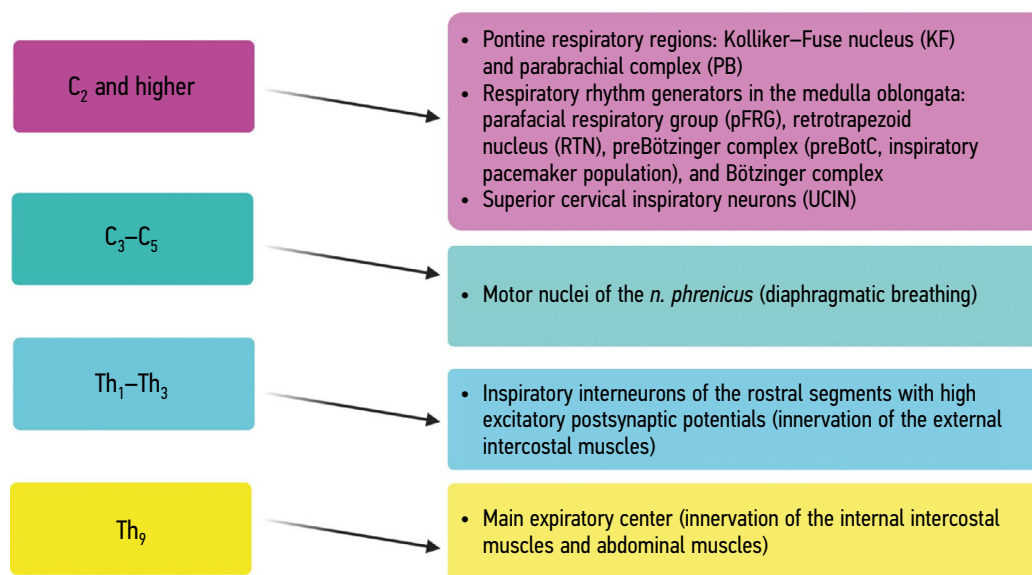 C₂ and higher
• Pontine respiratory regions: Kolliker–Fuse nucleus (KF)
and parabrachial complex (PB)
• Respiratory rhythm generators in the medulla oblongata:
parafacial respiratory group (pFRG), retrotrapezoid
nucleus (RTN), preBötzinger complex (preBotC, inspiratory
pacemaker population), and Bötzinger complex
• Superior cervical inspiratory neurons (UCIN)
C₃–C₅
• Motor nuclei of the n. phrenicus (diaphragmatic breathing)
Th₁–Th₃
• Inspiratory interneurons of the rostral segments with high
excitatory postsynaptic potentials (innervation of the external
intercostal muscles)
Th₉
• Main expiratory center (innervation of the internal intercostal
muscles and abdominal muscles)